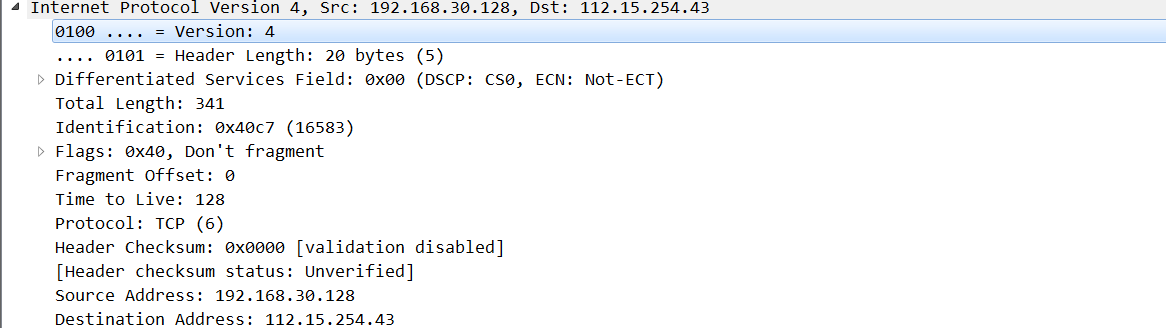 Internet Protocol Version 4, Src: 192.168.30.128, Dst: 112.15.254.43
0100 .... = Version: 4
.... 0101 = Header Length: 20 bytes (5)
Differentiated Services Field: 0x00 (DSCP: CS0, ECN: Not-ECT)
Total Length: 341
Identification: 0x40c7 (16583)
Flags: 0x40, Don't fragment
Fragment Offset: 0
Time to Live: 128
Protocol: TCP (6)
Header Checksum: 0x0000 [validation disabled]
[Header checksum status: Unverified]
Source Address: 192.168.30.128
Destination Address: 112.15.254.43